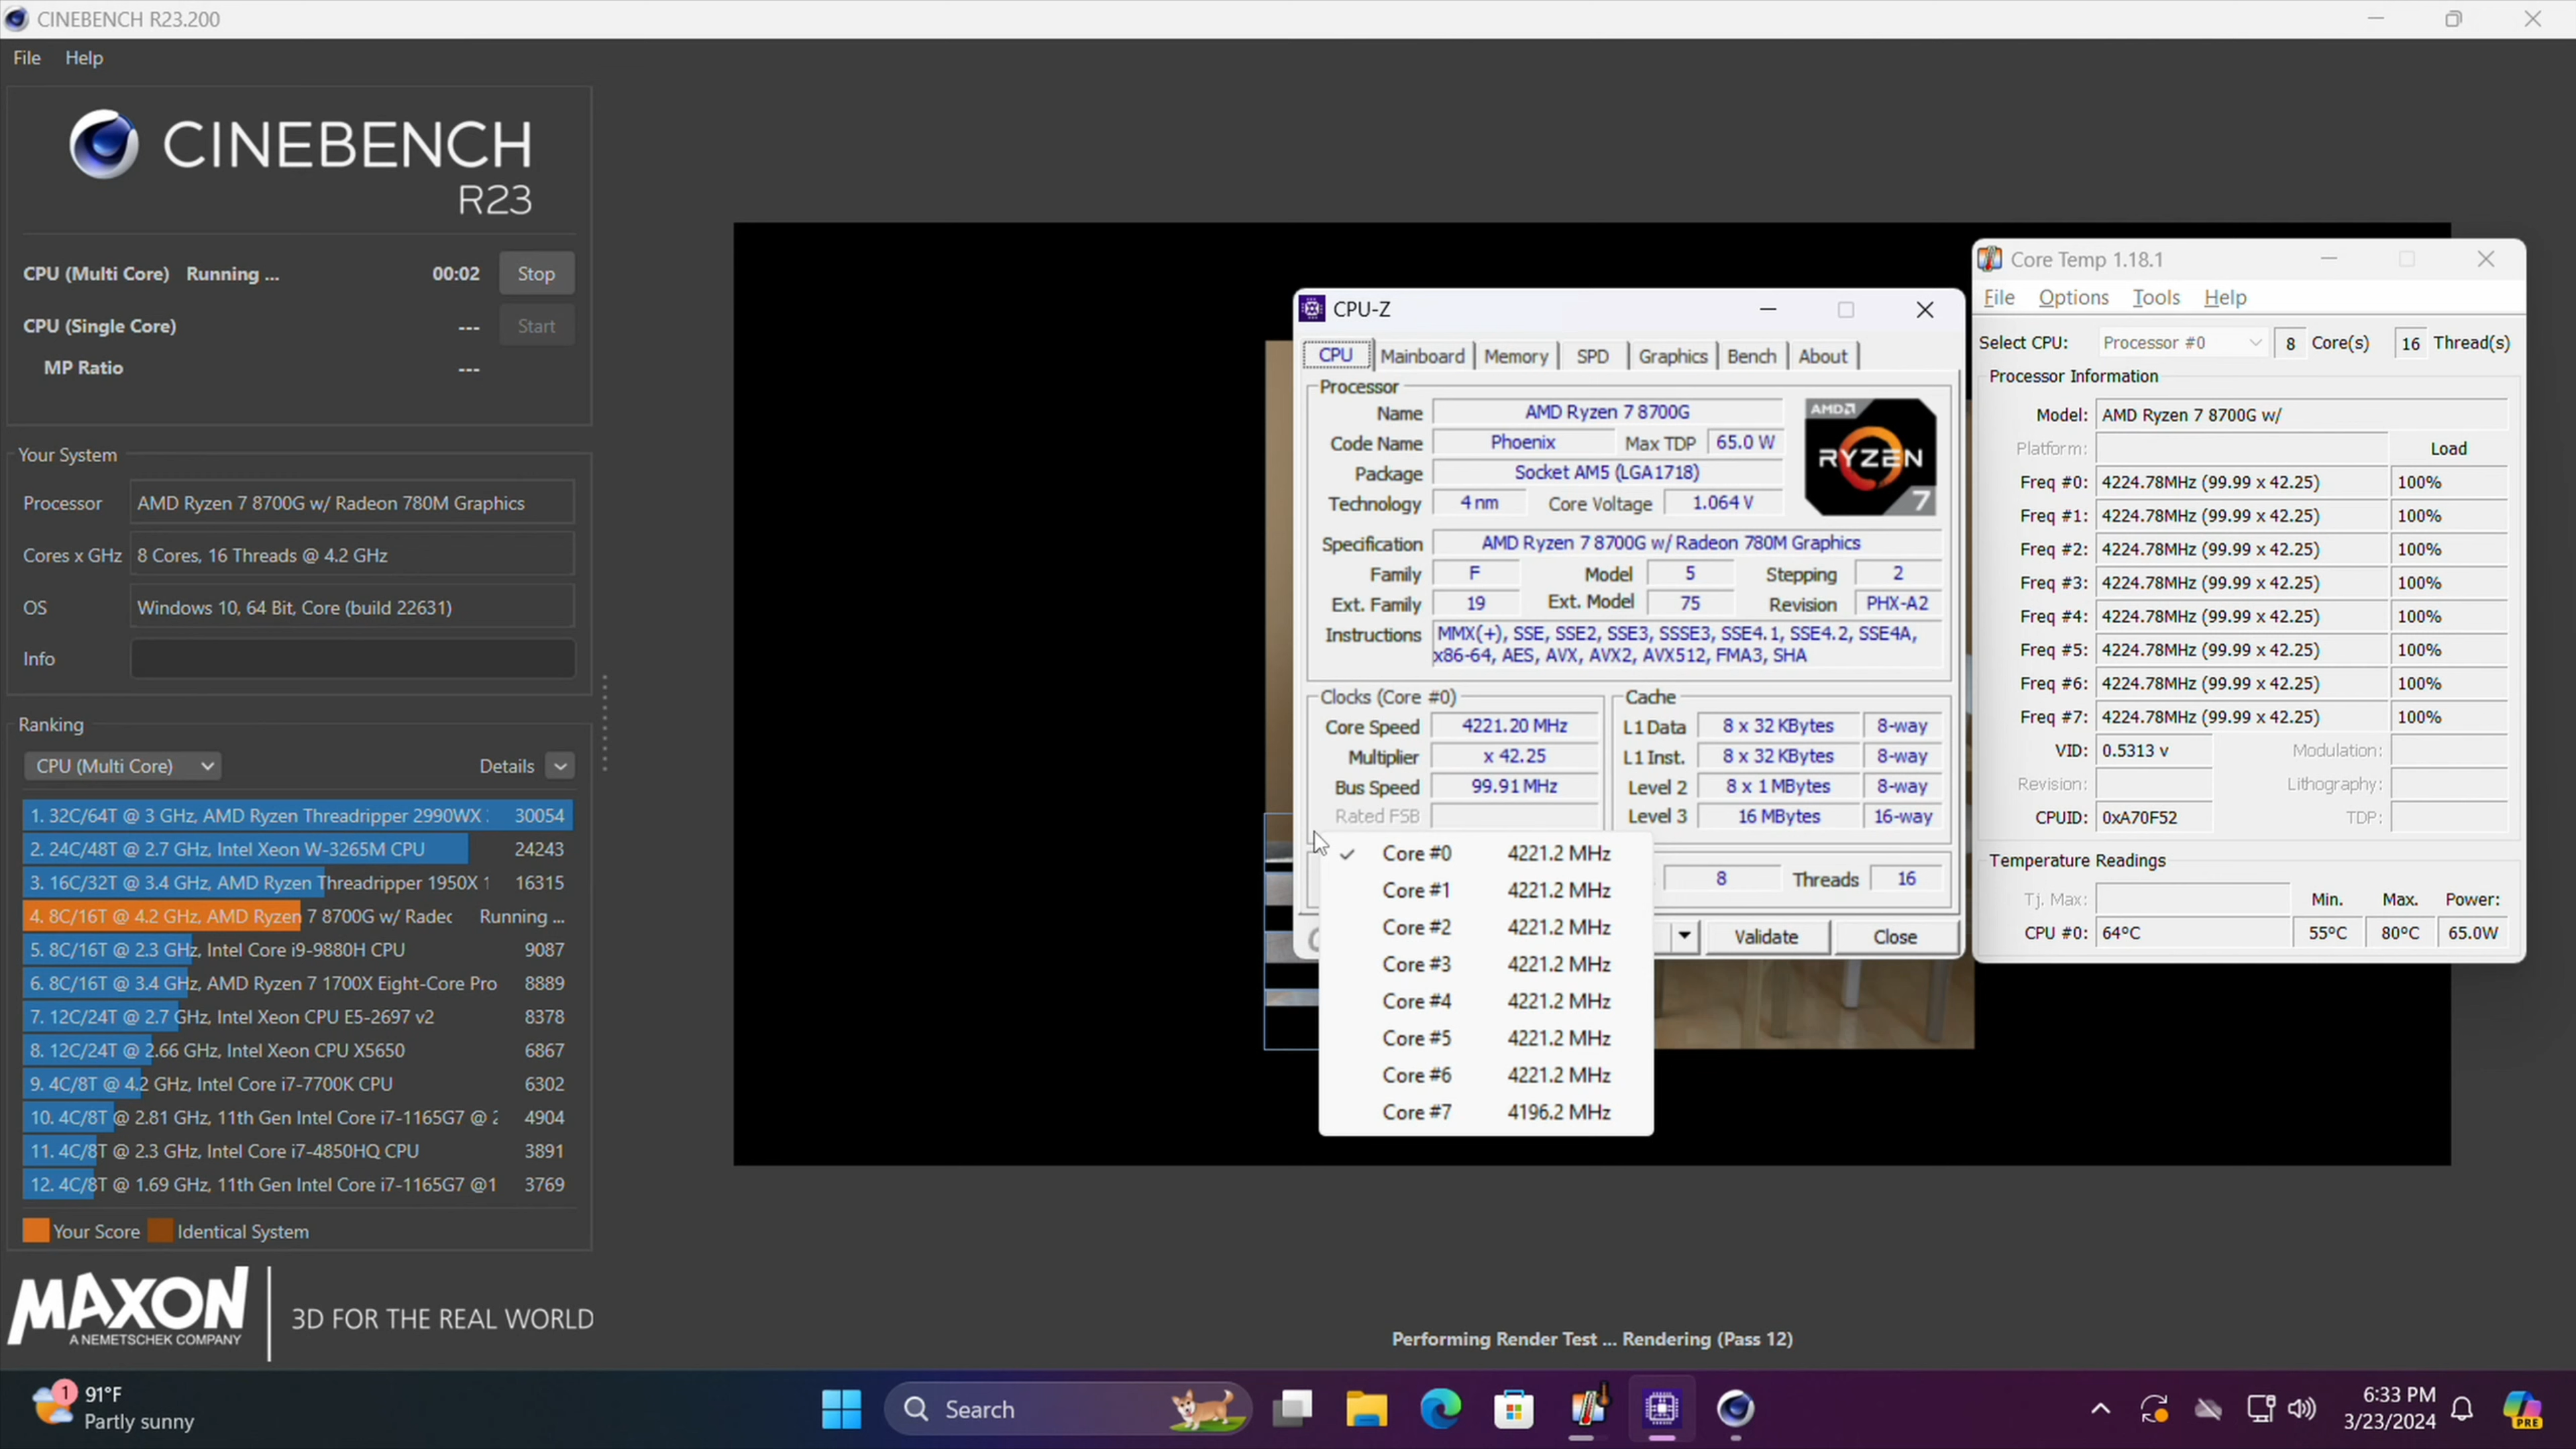 CINEBENCH R23.200
File Help
CINEBENCH
R23
CPU (Multi Core) Running ... 00:02 Stop
CPU (Single Core) --- Start
MP Ratio ---
Your System
Processor AMD Ryzen 7 8700G w/ Radeon 780M Graphics
Cores x GHz 8 Cores, 16 Threads @ 4.2 GHz
OS Windows 10, 64 Bit, Core (build 22631)
Info
Ranking
CPU (Multi Core) Details
1. 32C/64T @ 3 GHz, AMD Ryzen Threadripper 2990WX 30054
2. 24C/48T @ 2.7 GHz, Intel Xeon W-3265M CPU 24243
3. 16C/32T @ 3.4 GHz, AMD Ryzen Threadripper 1950X 1 16315
4. 8C/16T @ 4.2 GHz, AMD Ryzen 7 8700G w/ Radec Running ...
5. 8C/16T @ 2.3 GHz, Intel Core i9-9880H CPU 9087
6. 8C/16T @ 3.4 GHz, AMD Ryzen 7 1700X Eight-Core Pro 8889
7. 12C/24T @ 2.7 GHz, Intel Xeon CPU E5-2697 v2 8378
8. 12C/24T @ 2.66 GHz, Intel Xeon CPU X5650 6867
9. 4C/8T @ 4.2 GHz, Intel Core i7-7700K CPU 6302
10. 4C/8T @ 2.81 GHz, 11th Gen Intel Core i7-1165G7 @ 2 4904
11. 4C/8T @ 2.3 GHz, Intel Core i7-4850HQ CPU 3891
12. 4C/8T @ 1.69 GHz, 11th Gen Intel Core i7-1165G7 @1 3769
Your Score Identical System
MAXON
A NEMETSCHEK COMPANY
3D FOR THE REAL WORLD
CPU-Z
CPU Mainboard Memory SPD Graphics Bench About
Processor
Name AMD Ryzen 7 8700G
Code Name Phoenix Max TDP 65.0 W
Package Socket AM5 (LGA1718)
Technology 4 nm Core Voltage 1.064 V
AMD
RYZEN
7
Specification AMD Ryzen 7 8700G w/ Radeon 780M Graphics
Family F Model 5 Stepping 2
Ext. Family 19 Ext. Model 75 Revision PHX-A2
Instructions MMX(+), SSE, SSE2, SSE3, SSSE3, SSE4.1, SSE4.2, SSE4A,
x86-64, AES, AVX, AVX2, AVX512, FMA3, SHA
Clocks (Core #0)
Core Speed 4221.20 MHz
Multiplier x 42.25
Bus Speed 99.91 MHz
Rated FSB
Cache
L1 Data 8 x 32 KBytes 8-way
L1 Inst. 8 x 32 KBytes 8-way
Level 2 8 x 1 MBytes 8-way
Level 3 16 MBytes 16-way
8 Threads 16
Validate Close
Core #0 4221.2 MHz
Core #1 4221.2 MHz
Core #2 4221.2 MHz
Core #3 4221.2 MHz
Core #4 4221.2 MHz
Core #5 4221.2 MHz
Core #6 4221.2 MHz
Core #7 4196.2 MHz
Core Temp 1.18.1
File Options Tools Help
Select CPU: Processor #0 8 Core(s) 16 Thread(s)
Processor Information
Model: AMD Ryzen 7 8700G w/
Platform: Load
Freq #0: 4224.78MHz (99.99 x 42.25) 100%
Freq #1: 4224.78MHz (99.99 x 42.25) 100%
Freq #2: 4224.78MHz (99.99 x 42.25) 100%
Freq #3: 4224.78MHz (99.99 x 42.25) 100%
Freq #4: 4224.78MHz (99.99 x 42.25) 100%
Freq #5: 4224.78MHz (99.99 x 42.25) 100%
Freq #6: 4224.78MHz (99.99 x 42.25) 100%
Freq #7: 4224.78MHz (99.99 x 42.25) 100%
VID: 0.5313 v Modulation:
Revision: Lithography:
CPUID: 0xA70F52 TDP:
Temperature Readings
Tj. Max: Min. Max. Power:
CPU #0: 64°C 55°C 80°C 65.0W
Performing Render Test ... Rendering (Pass 12)
1 91°F
Partly sunny
Search
6:33 PM
3/23/2024
PRE